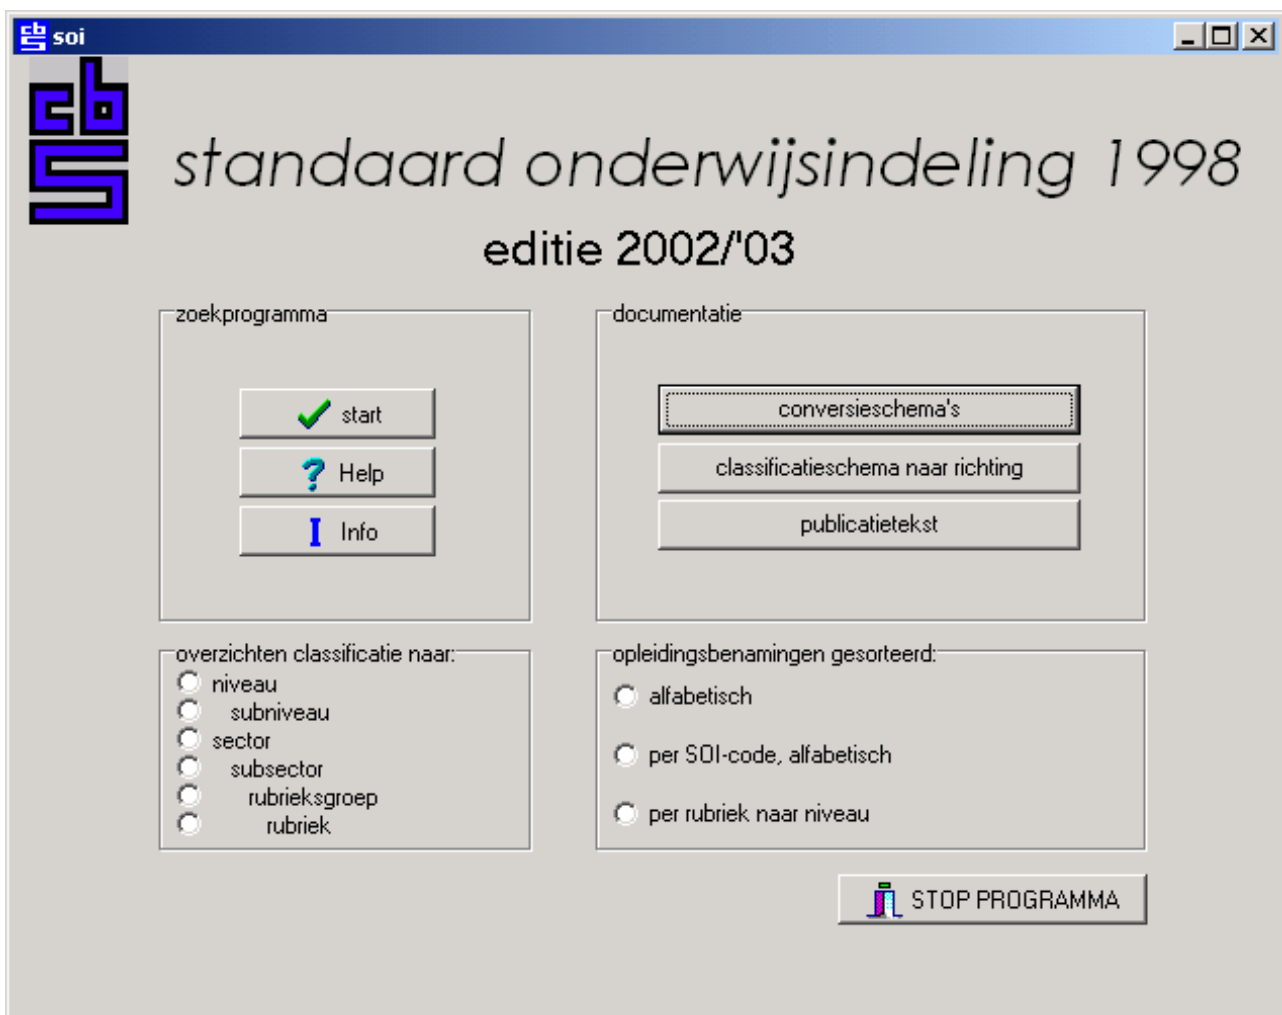 soi
cbs
standaard onderwijsindeling 1998
editie 2002/'03
zoekprogramma
start
Help
Info
documentatie
conversieschema's
classificatieschema naar richting
publicatietekst
overzichten classificatie naar:
niveau
subniveau
sector
subsector
rubrieksgroep
rubriek
opleidingsbenamingen gesorteerd:
alfabetisch
per SOI-code, alfabetisch
per rubriek naar niveau
STOP PROGRAMMA